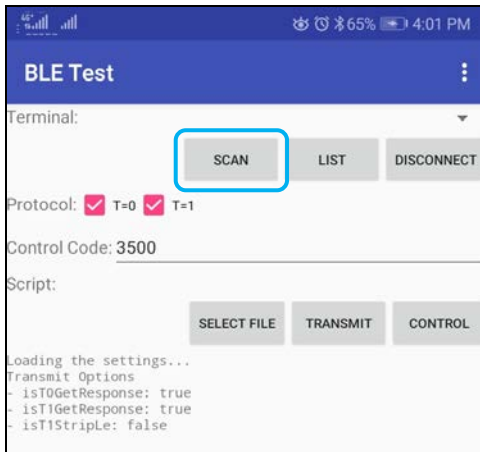 65% 4:01 PM
BLE Test
Terminal:
SCAN LIST DISCONNECT
Protocol: T=0 T=1
Control Code: 3500
Script:
SELECT FILE TRANSMIT CONTROL
Loading the settings...
Transmit Options
- isT0GetResponse: true
- isT1GetResponse: true
- isT1StripLe: false